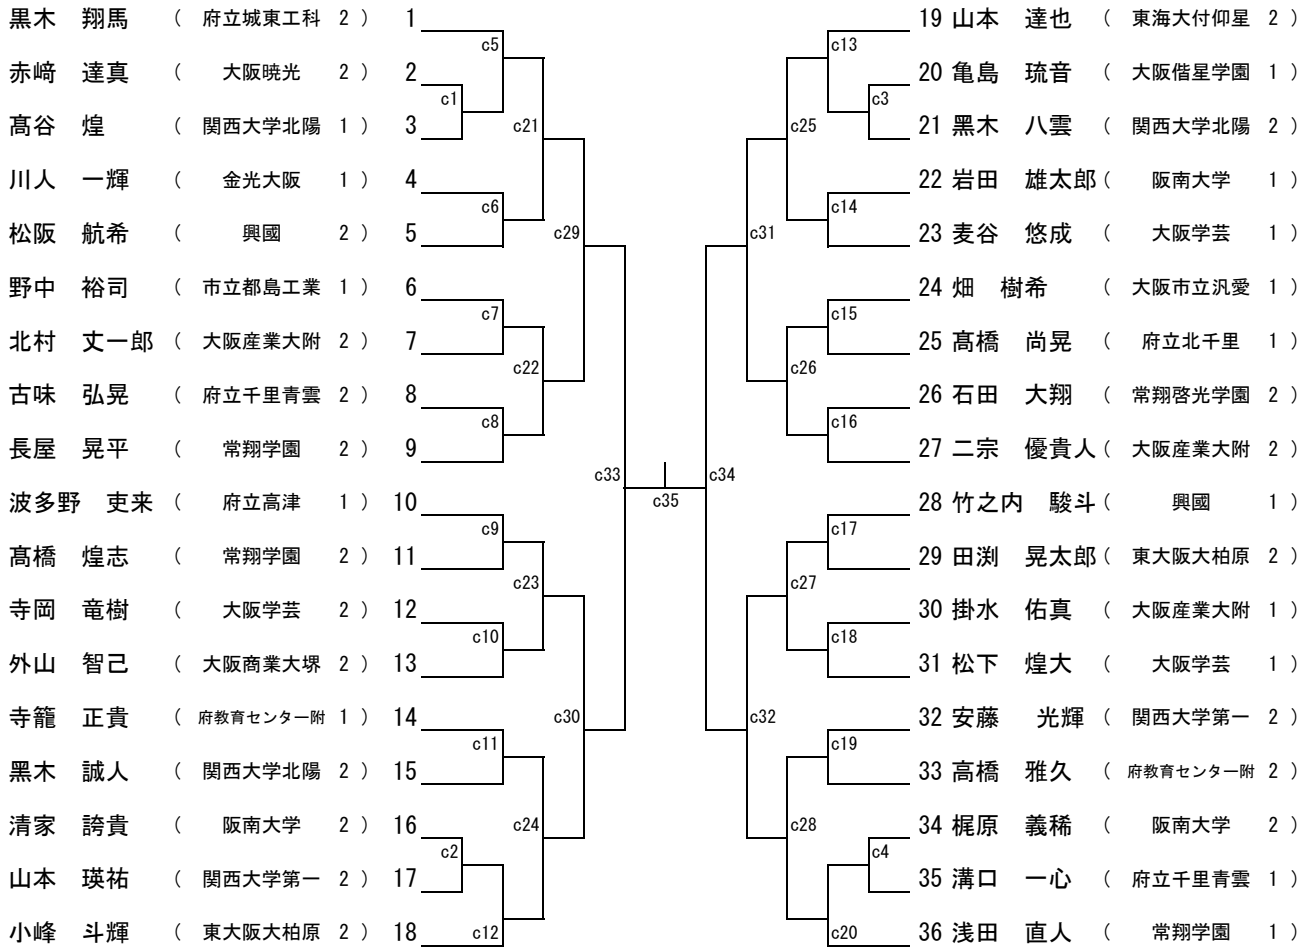 黒木 翔馬 ( 府立城東工科 2 ) 1
赤﨑 達真 ( 大阪暁光 2 ) 2
髙谷 煌 ( 関西大学北陽 1 ) 3
川人 一輝 ( 金光大阪 1 ) 4
松阪 航希 ( 興國 2 ) 5
野中 裕司 ( 市立都島工業 1 ) 6
北村 丈一郎 ( 大阪産業大附 2 ) 7
古味 弘晃 ( 府立千里青雲 2 ) 8
長屋 晃平 ( 常翔学園 2 ) 9
波多野 吏来 ( 府立高津 1 ) 10
髙橋 煌志 ( 常翔学園 2 ) 11
寺岡 竜樹 ( 大阪学芸 2 ) 12
外山 智己 ( 大阪商業大堺 2 ) 13
寺籠 正貴 ( 府教育センター附 1 ) 14
黒木 誠人 ( 関西大学北陽 2 ) 15
清家 誇貴 ( 阪南大学 2 ) 16
山本 瑛祐 ( 関西大学第一 2 ) 17
小峰 斗輝 ( 東大阪大柏原 2 ) 18
c5
c1
c21
c6
c29
c7
c22
c8
c33
c9
c23
c10
c30
c11
c24
c2
c12
c35
c13
c3
c25
c14
c31
c15
c26
c16
c34
c17
c27
c18
c32
c19
c28
c4
c20
19 山本 達也 ( 東海大付仰星 2 )
20 亀島 琉音 ( 大阪偕星学園 1 )
21 黒木 八雲 ( 関西大学北陽 2 )
22 岩田 雄太郎 ( 阪南大学 1 )
23 麦谷 悠成 ( 大阪学芸 1 )
24 畑 樹希 ( 大阪市立汎愛 1 )
25 髙橋 尚晃 ( 府立北千里 1 )
26 石田 大翔 ( 常翔啓光学園 2 )
27 二宗 優貴人 ( 大阪産業大附 2 )
28 竹之内 駿斗 ( 興國 1 )
29 田渕 晃太郎 ( 東大阪大柏原 2 )
30 掛水 佑真 ( 大阪産業大附 1 )
31 松下 煌大 ( 大阪学芸 1 )
32 安藤 光輝 ( 関西大学第一 2 )
33 高橋 雅久 ( 府教育センター附 2 )
34 梶原 義稀 ( 阪南大学 2 )
35 溝口 一心 ( 府立千里青雲 1 )
36 浅田 直人 ( 常翔学園 1 )